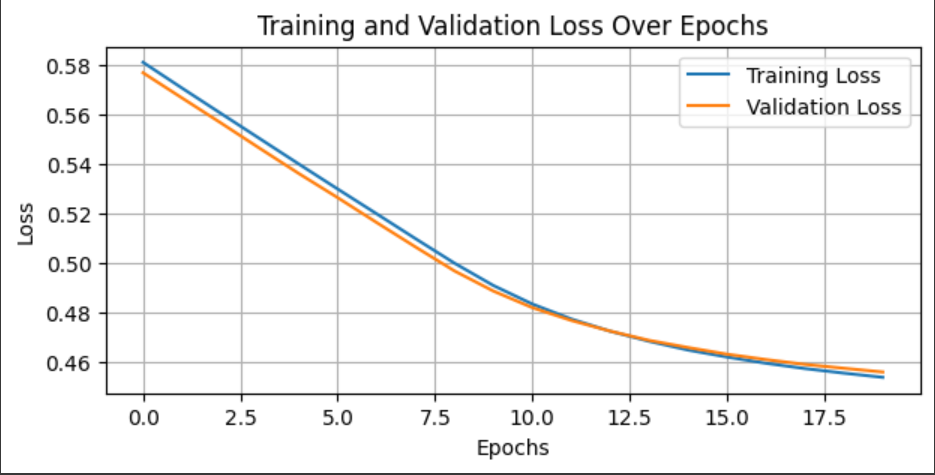 Training and Validation Loss Over Epochs
0.58
0.56
0.54
0.52
0.50
0.48
0.46
Loss
Training Loss
Validation Loss
0.0 2.5 5.0 7.5 10.0 12.5 15.0 17.5
Epochs